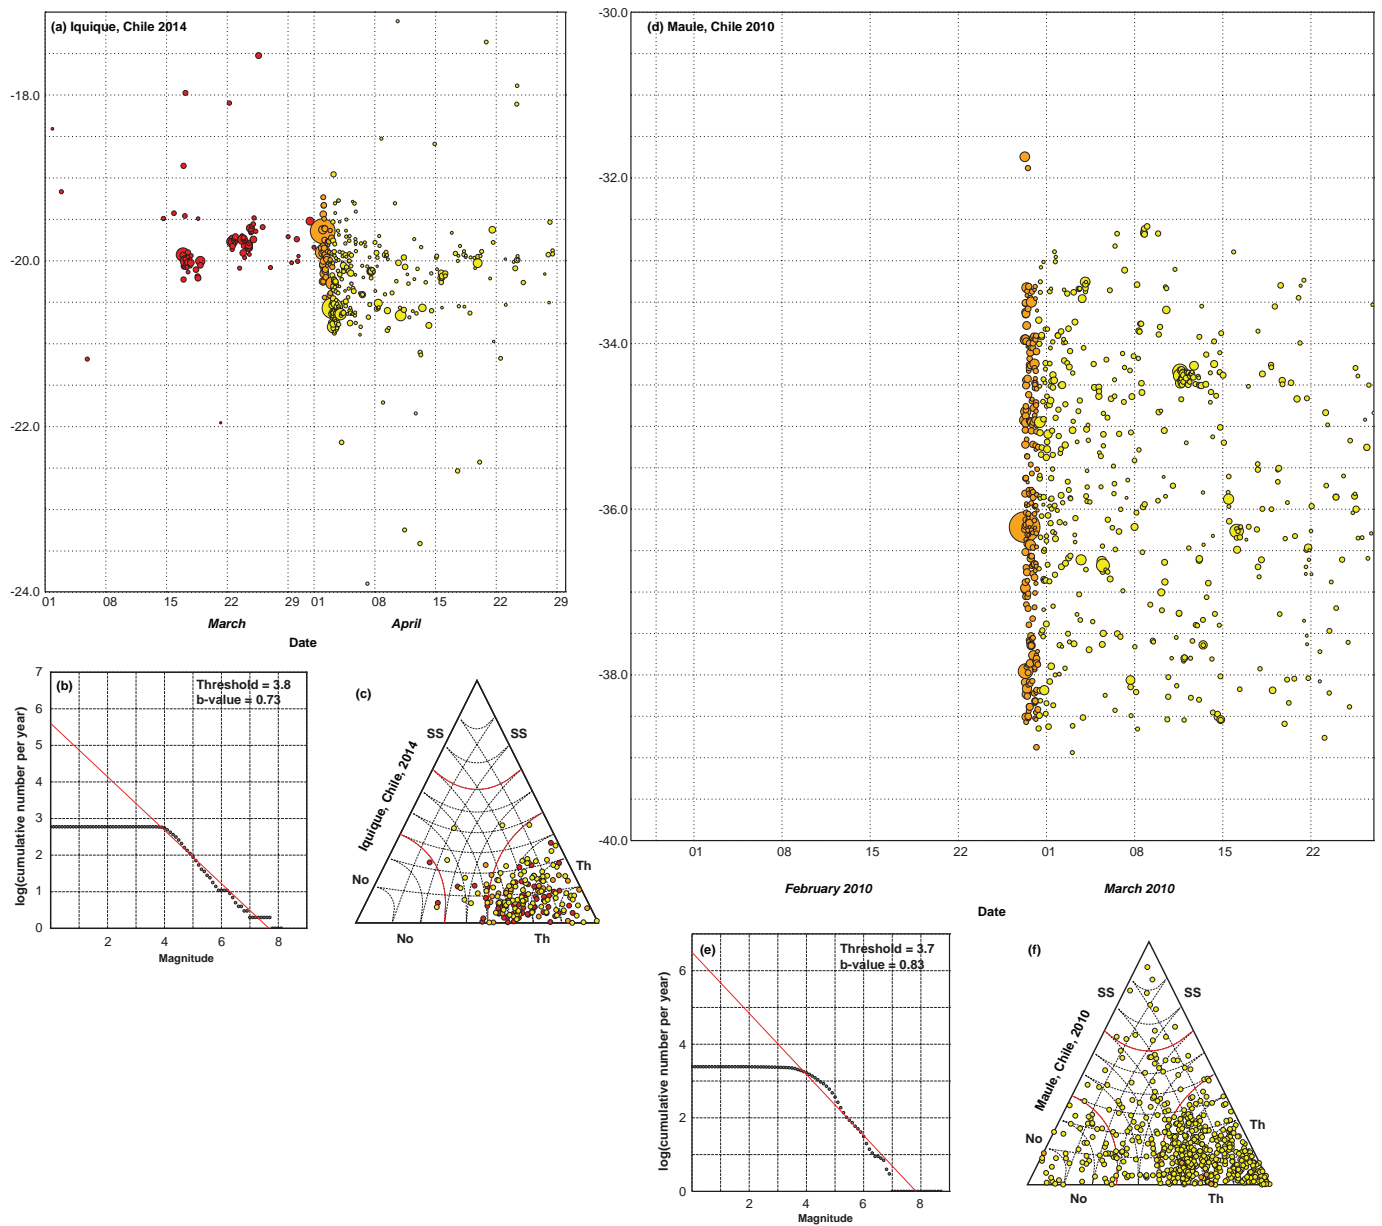 (a) Iquique, Chile 2014
-18.0
-20.0
-22.0
-24.0
01 08 15 22 29 01 08 15 22 29
March April
Date
(d) Maule, Chile 2010
-30.0
-32.0
-34.0
-36.0
-38.0
-40.0
01 08 15 22 01 08 15 22
February 2010 March 2010
Date
(b)
Threshold = 3.8
b-value = 0.73
log(cumulative number per year)
7
6
5
4
3
2
1
0
2 4 6 8
Magnitude
(c)
Iquique, Chile, 2014
SS SS
No Th
No Th
(e)
Threshold = 3.7
b-value = 0.83
log(cumulative number per year)
6
4
2
0
2 4 6 8
Magnitude
(f)
Maule, Chile, 2010
SS SS
No Th
No Th